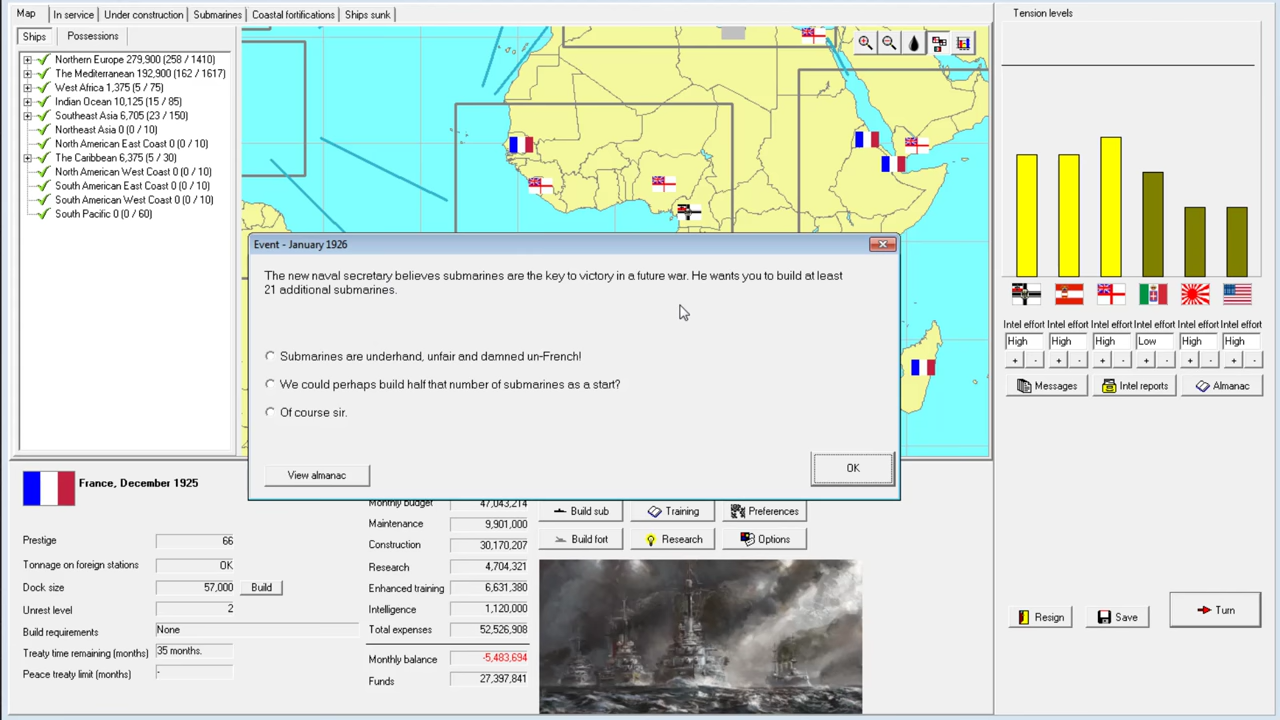 Map
In service
Under construction
Submarines
Coastal fortifications
Ships sunk
Ships
Possessions
Northern Europe 279,900 (258 / 1410)
The Mediterranean 192,900 (162 / 1617)
West Africa 1,375 (5 / 75)
Indian Ocean 10,125 (15 / 85)
Southeast Asia 6,705 (23 / 150)
Northeast Asia 0 (0 / 10)
North American East Coast 0 (0 / 10)
The Caribbean 6,375 (5 / 30)
North American West Coast 0 (0 / 10)
South American East Coast 0 (0 / 10)
South American West Coast 0 (0 / 10)
South Pacific 0 (0 / 60)
Tension levels
Intel effort Intel effort Intel effort Intel effort Intel effort Intel effort
High High High Low High High
+ - + - + - + - + - + -
Messages
Intel reports
Almanac
Event - January 1926
The new naval secretary believes submarines are the key to victory in a future war. He wants you to build at least
21 additional submarines.
Submarines are underhand, unfair and damned un-French!
We could perhaps build half that number of submarines as a start?
Of course sir.
View almanac
OK
France, December 1925
Prestige 66
Tonnage on foreign stations OK
Dock size 57,000 Build
Unrest level 2
Build requirements None
Treaty time remaining (months) 35 months.
Peace treaty limit (months) -
Monthly budget 47,043,214
Maintenance 9,901,000
Construction 30,170,207
Research 4,704,321
Enhanced training 6,631,380
Intelligence 1,120,000
Total expenses 52,526,908
Monthly balance -5,483,694
Funds 27,397,841
Build sub
Training
Preferences
Build fort
Research
Options
Resign
Save
Turn